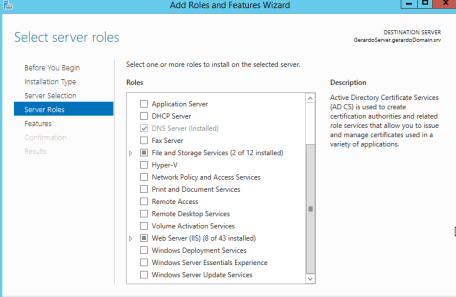 Add Roles and Features Wizard
Select server roles
DESTINATION SERVER
GerardoServer.gerardoDomain.srv
Before You Begin
Installation Type
Server Selection
Server Roles
Features
Confirmation
Results
Select one or more roles to install on the selected server.
Roles
Application Server
DHCP Server
DNS Server (Installed)
Fax Server
File and Storage Services (2 of 12 installed)
Hyper-V
Network Policy and Access Services
Print and Document Services
Remote Access
Remote Desktop Services
Volume Activation Services
Web Server (IIS) (8 of 43 installed)
Windows Deployment Services
Windows Server Essentials Experience
Windows Server Update Services
Description
Active Directory Certificate Services
(AD CS) is used to create
certification authorities and related
role services that allow you to issue
and manage certificates used in a
variety of applications.